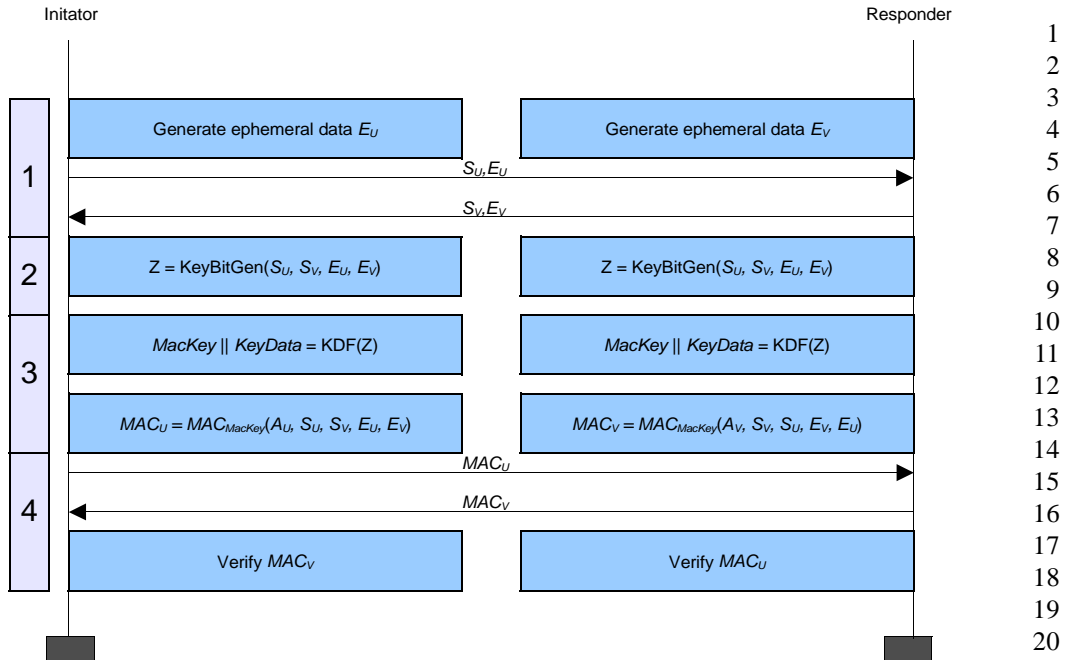 Initator Responder
1
2
3
Generate ephemeral data E_U Generate ephemeral data E_V 4
5
S_U,E_U
1 6
S_V,E_V
7
2 Z = KeyBitGen(S_U, S_V, E_U, E_V) Z = KeyBitGen(S_U, S_V, E_U, E_V) 8
9
10
MacKey || KeyData = KDF(Z) MacKey || KeyData = KDF(Z) 11
3 12
MAC_U = MAC_MacKey(A_U, S_U, S_V, E_U, E_V) MAC_V = MAC_MacKey(A_V, S_V, S_U, E_V, E_U) 13
14
MAC_U
15
4 MAC_V 16
17
Verify MAC_V Verify MAC_U
18
19
20